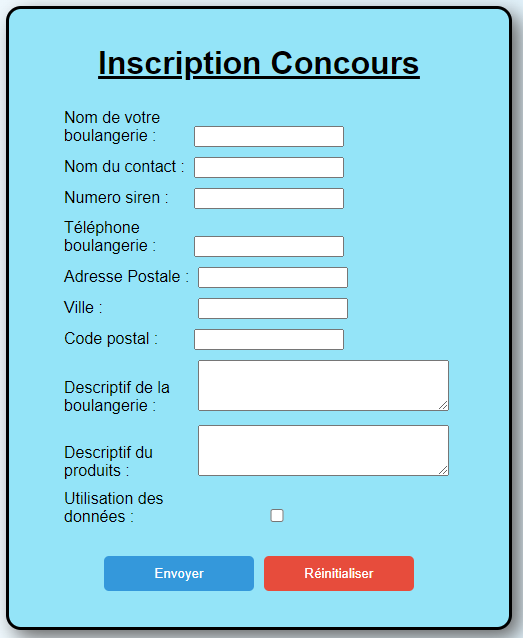 Inscription Concours
Nom de votre
boulangerie :
Nom du contact :
Numero siren :
Téléphone
boulangerie :
Adresse Postale :
Ville :
Code postal :
Descriptif de la
boulangerie :
Descriptif du
produits :
Utilisation des
données :
Envoyer
Réinitialiser